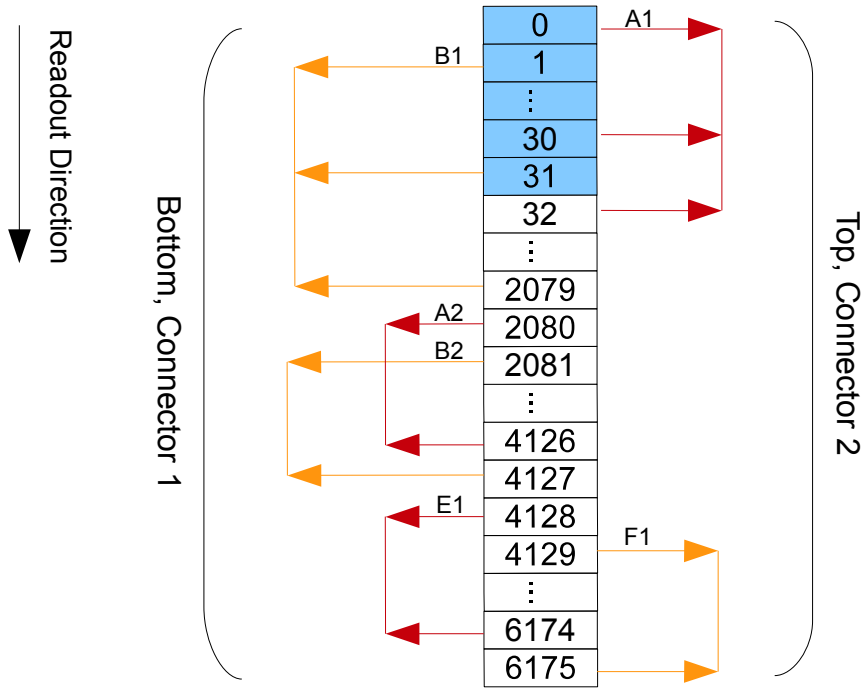 Readout Direction
Bottom, Connector 1
Top, Connector 2
0
A1
B1
1
⋮
30
31
32
⋮
2079
A2
2080
B2
2081
⋮
4126
4127
E1
4128
4129
F1
⋮
6174
6175